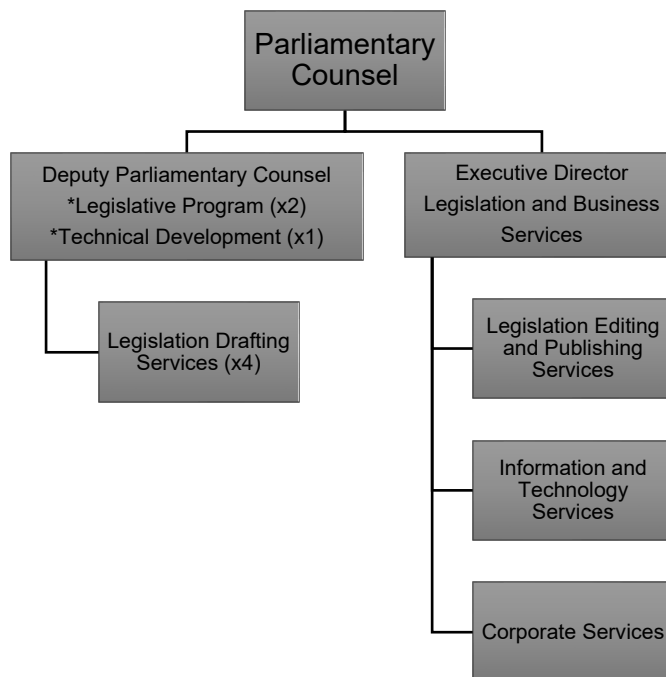 Parliamentary
Counsel
Deputy Parliamentary Counsel
*Legislative Program (x2)
*Technical Development (x1)
Executive Director
Legislation and Business
Services
Legislation Drafting
Services (x4)
Legislation Editing
and Publishing
Services
Information and
Technology
Services
Corporate Services